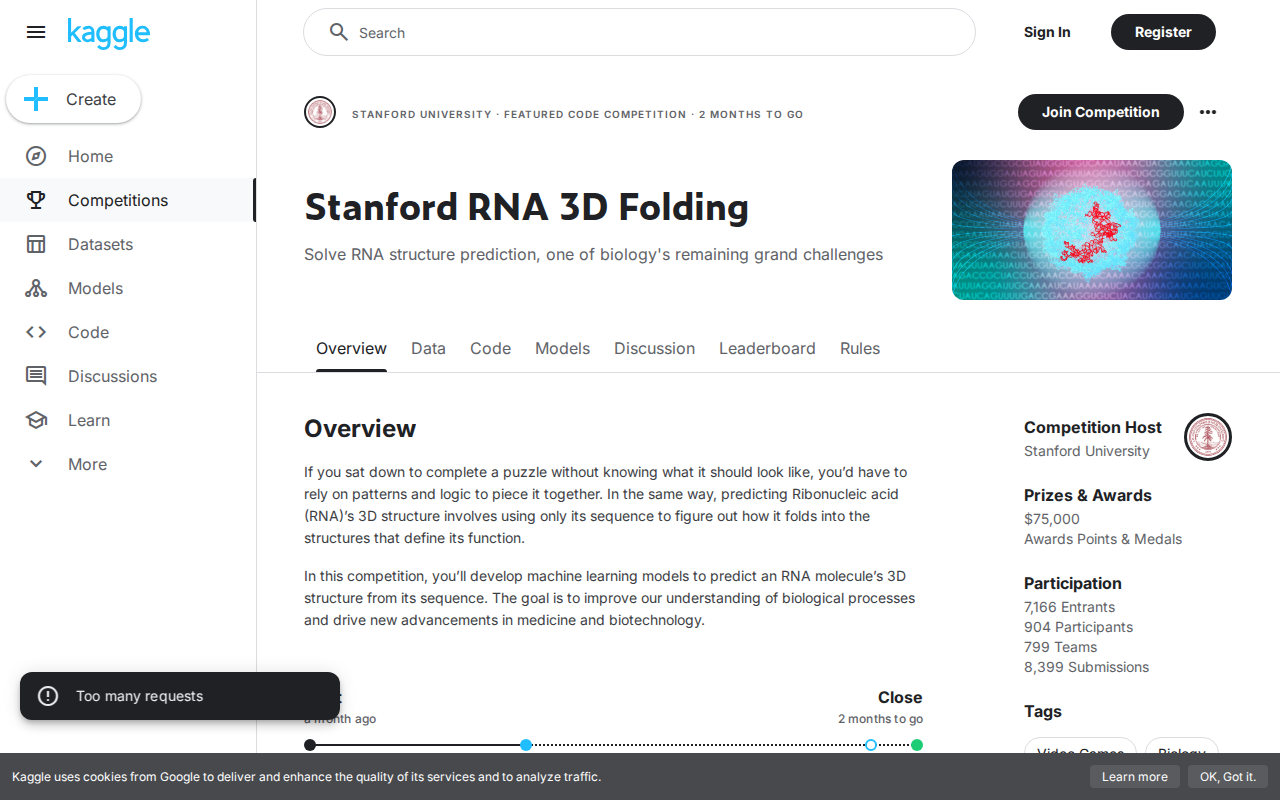 kaggle
Search
Sign In
Register
Create
Home
Competitions
Datasets
Models
Code
Discussions
Learn
More
STANFORD UNIVERSITY · FEATURED CODE COMPETITION · 2 MONTHS TO GO
Join Competition
Stanford RNA 3D Folding
Solve RNA structure prediction, one of biology's remaining grand challenges
Overview Data Code Models Discussion Leaderboard Rules
Overview
If you sat down to complete a puzzle without knowing what it should look like, you’d have to
rely on patterns and logic to piece it together. In the same way, predicting Ribonucleic acid
(RNA)’s 3D structure involves using only its sequence to figure out how it folds into the
structures that define its function.
In this competition, you’ll develop machine learning models to predict an RNA molecule’s 3D
structure from its sequence. The goal is to improve our understanding of biological processes
and drive new advancements in medicine and biotechnology.
Close
a month ago
2 months to go
Competition Host
Stanford University
Prizes & Awards
$75,000
Awards Points & Medals
Participation
7,166 Entrants
904 Participants
799 Teams
8,399 Submissions
Tags
Video Games
Biology
Too many requests
Kaggle uses cookies from Google to deliver and enhance the quality of its services and to analyze traffic.
Learn more
OK, Got it.